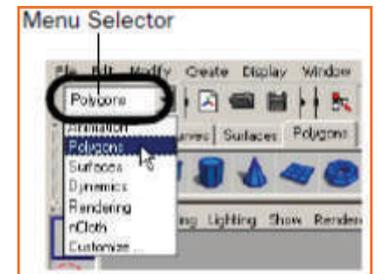 Menu Selector
File Edit Modify Create Display Window
Polygons
Animation
Polygons
Surfaces
Dynamics
Rendering
nCloth
Customize ...
Surfaces Polygons
Lighting Show